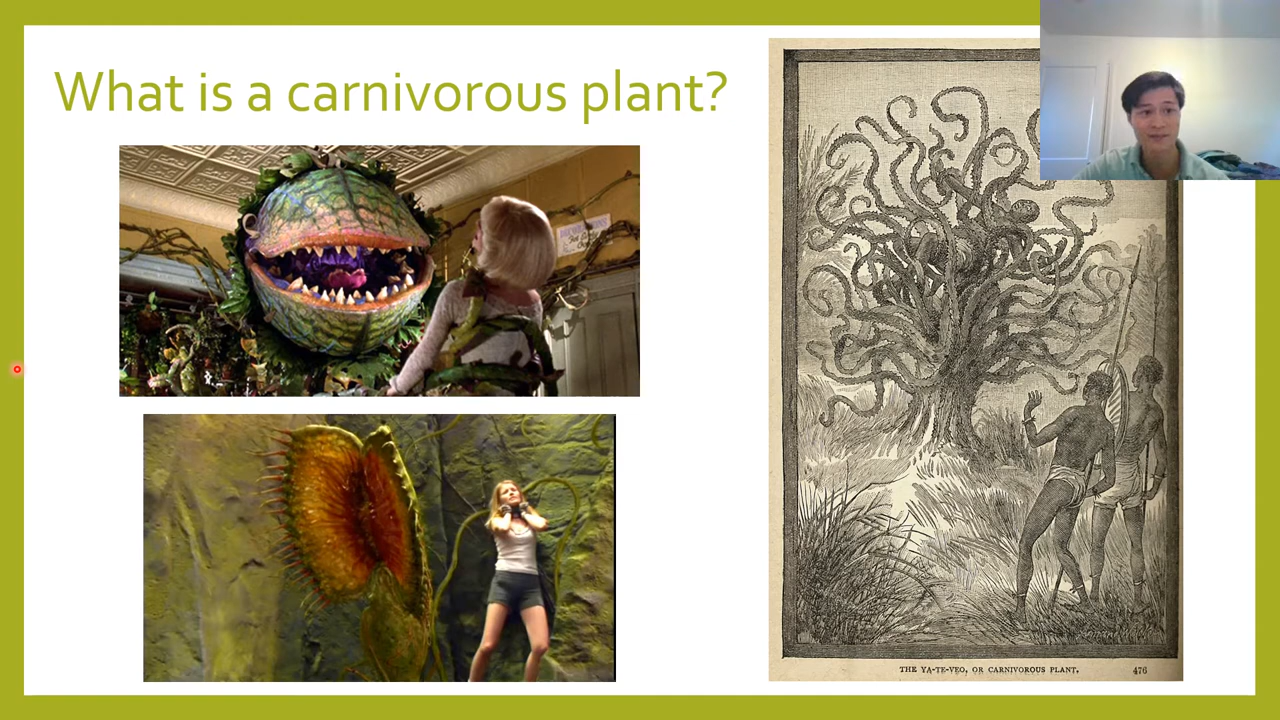 What is a carnivorous plant?
THE YA-TE-VEO, OR CARNIVOROUS PLANT. 476